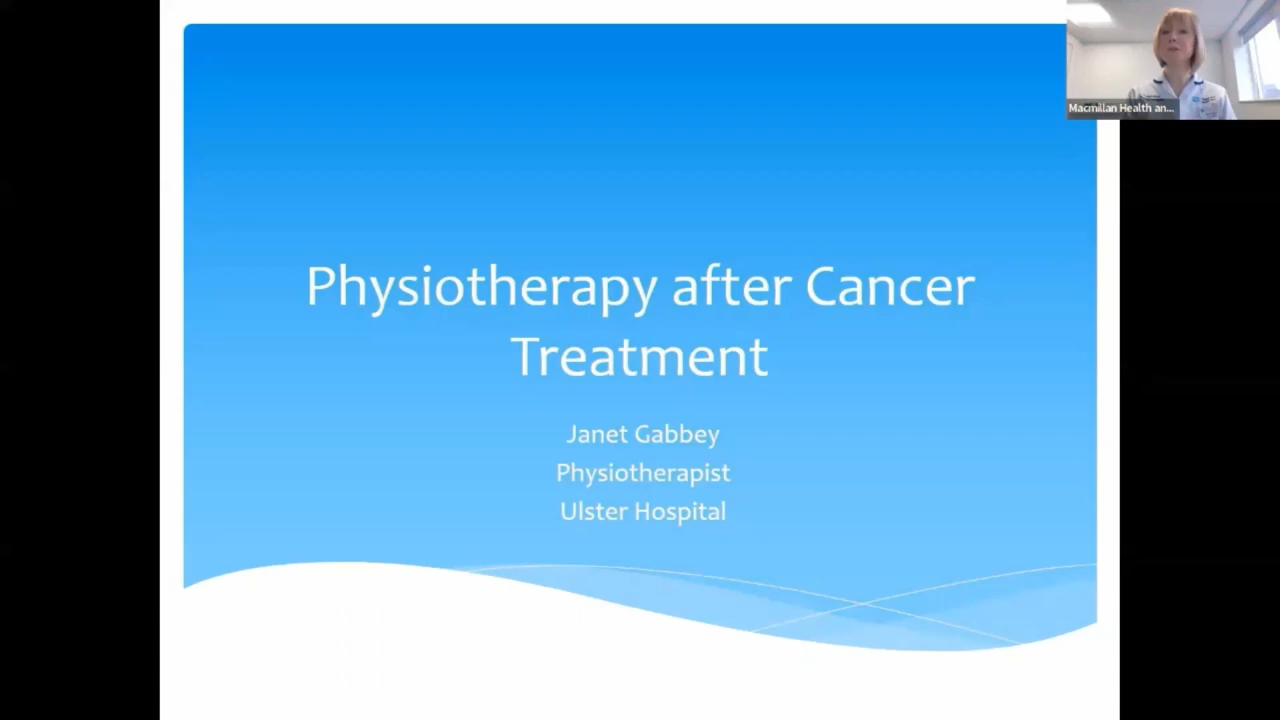 Physiotherapy after Cancer
Treatment
Janet Gabbey
Physiotherapist
Ulster Hospital
Macmillan Health an...